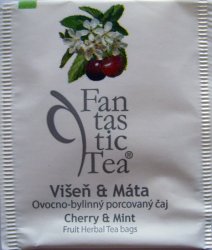 Fan
tas
tic
Tea®
Višeň & Máta
Ovocno-bylinný porcovaný čaj
Cherry & Mint
Fruit Herbal Tea bags